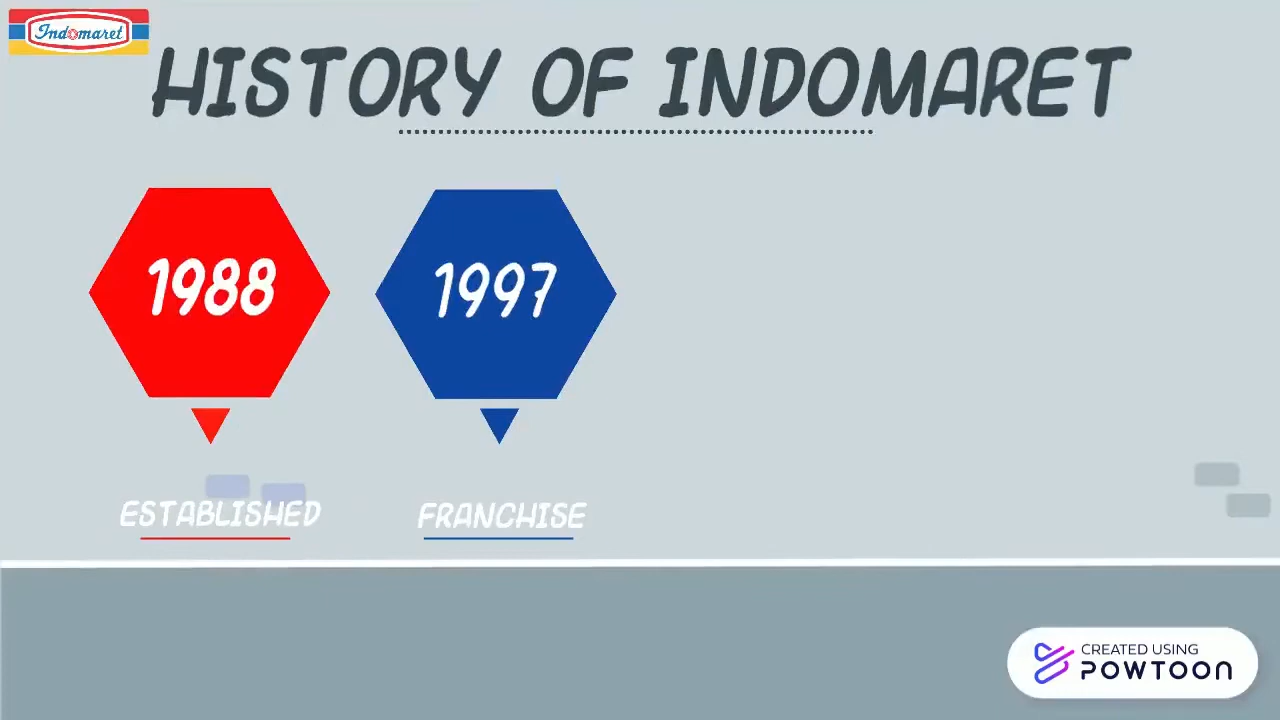 Indomaret
HISTORY OF INDOMARET
1988
1997
ESTABLISHED
FRANCHISE
CREATED USING
POWTOON